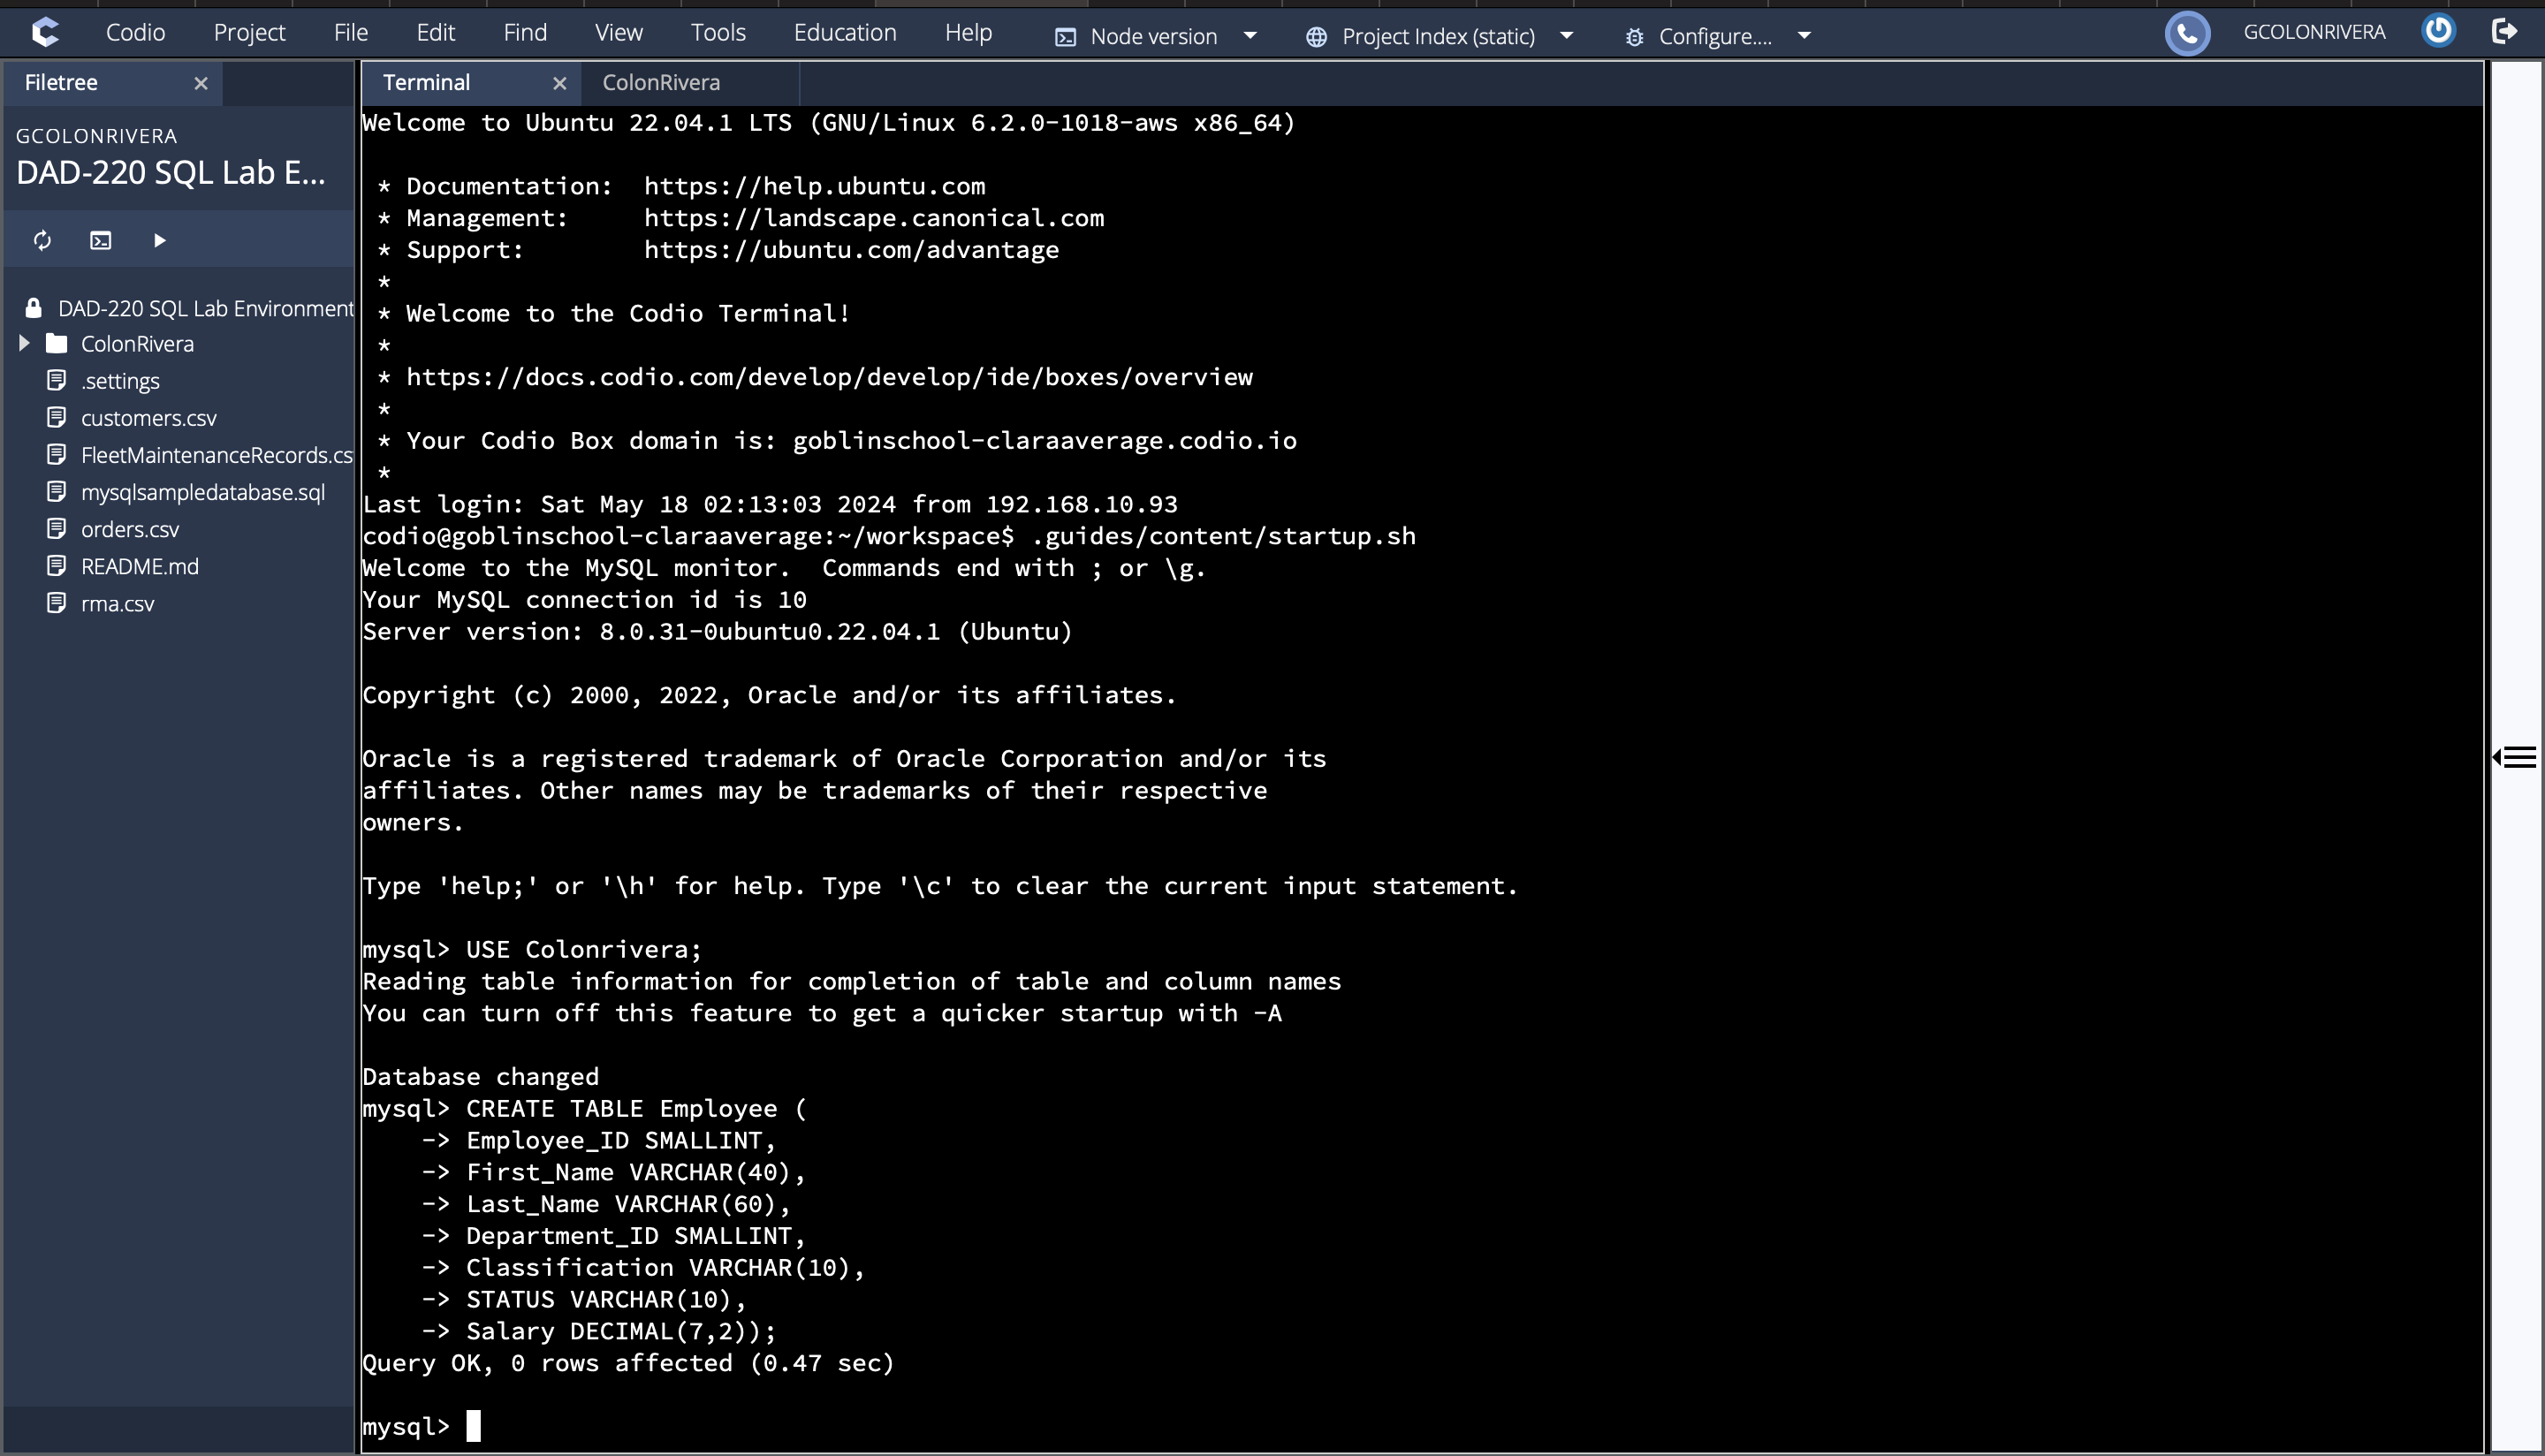 Codio Project File Edit Find View Tools Education Help Node version Project Index (static) Configure.... GCOLONRIVERA
Filetree
GCOLONRIVERA
DAD-220 SQL Lab E...
DAD-220 SQL Lab Environment
ColonRivera
.settings
customers.csv
FleetMaintenanceRecords.cs
mysqlsampledatabase.sql
orders.csv
README.md
rma.csv
Terminal ColonRivera
Welcome to Ubuntu 22.04.1 LTS (GNU/Linux 6.2.0-1018-aws x86_64)
* Documentation:  https://help.ubuntu.com
* Management:     https://landscape.canonical.com
* Support:        https://ubuntu.com/advantage
*
* Welcome to the Codio Terminal!
*
* https://docs.codio.com/develop/develop/ide/boxes/overview
*
* Your Codio Box domain is: goblinschool-claraaverage.codio.io
*
Last login: Sat May 18 02:13:03 2024 from 192.168.10.93
codio@goblinschool-claraaverage:~/workspace$ .guides/content/startup.sh
Welcome to the MySQL monitor.  Commands end with ; or \g.
Your MySQL connection id is 10
Server version: 8.0.31-0ubuntu0.22.04.1 (Ubuntu)
Copyright (c) 2000, 2022, Oracle and/or its affiliates.
Oracle is a registered trademark of Oracle Corporation and/or its
affiliates. Other names may be trademarks of their respective
owners.
Type 'help;' or '\h' for help. Type '\c' to clear the current input statement.
mysql> USE Colonrivera;
Reading table information for completion of table and column names
You can turn off this feature to get a quicker startup with -A
Database changed
mysql> CREATE TABLE Employee (
    -> Employee_ID SMALLINT,
    -> First_Name VARCHAR(40),
    -> Last_Name VARCHAR(60),
    -> Department_ID SMALLINT,
    -> Classification VARCHAR(10),
    -> STATUS VARCHAR(10),
    -> Salary DECIMAL(7,2));
Query OK, 0 rows affected (0.47 sec)
mysql>